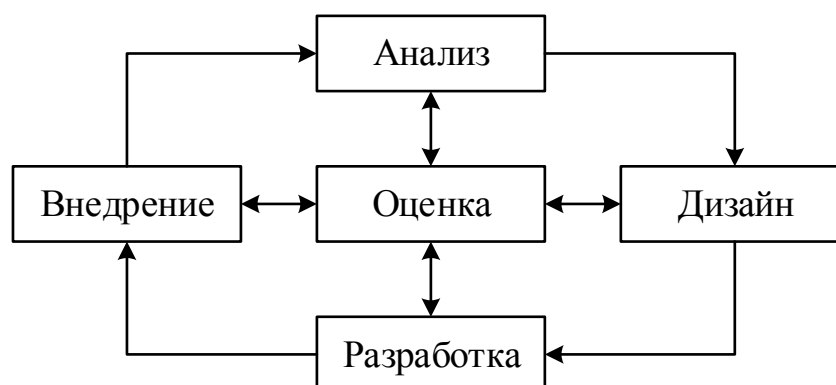 Анализ
Внедрение
Оценка
Дизайн
Разработка